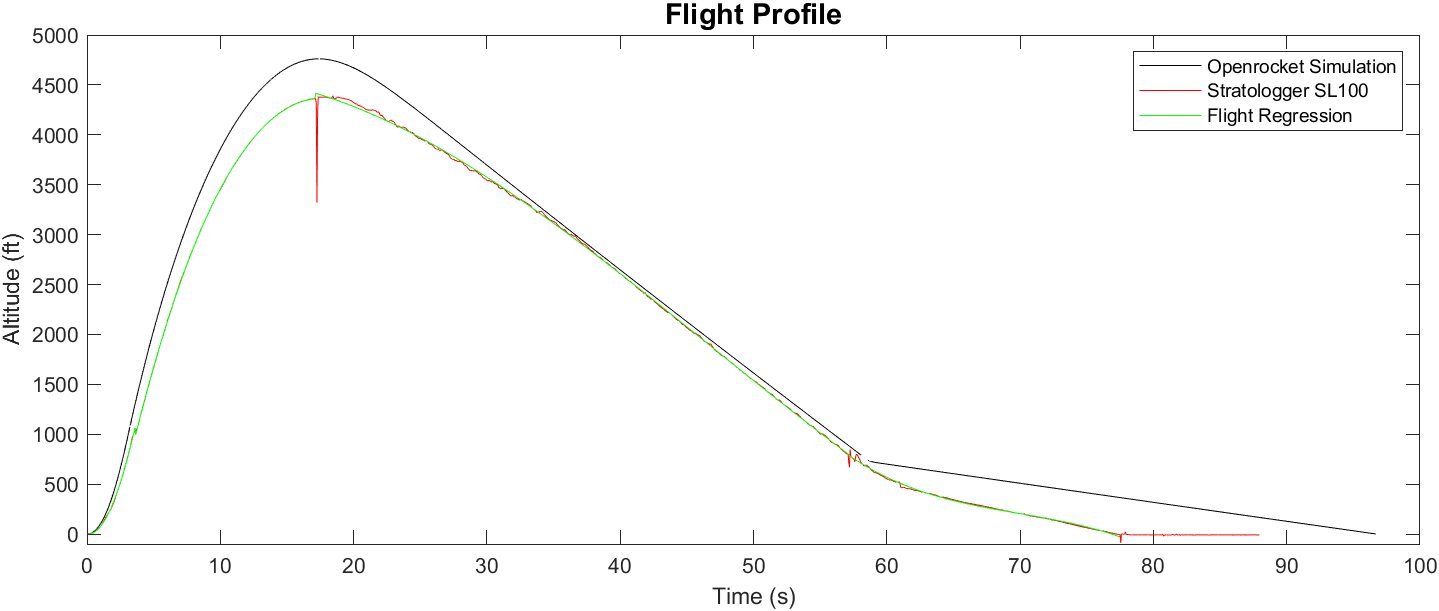 Flight Profile
Openrocket Simulation
Stratologger SL100
Flight Regression
Altitude (ft)
5000
4500
4000
3500
3000
2500
2000
1500
1000
500
0
0 10 20 30 40 50 60 70 80 90 100
Time (s)